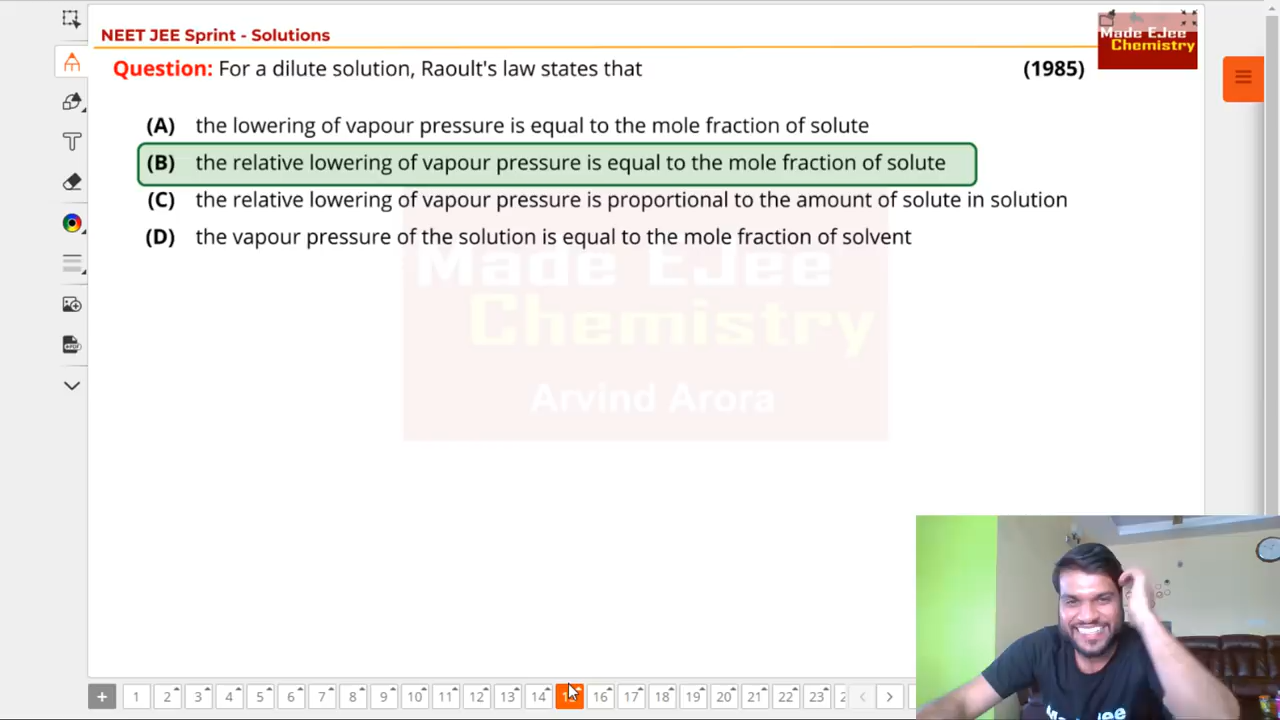 NEET JEE Sprint - Solutions
Made EJee
Chemistry
Question: For a dilute solution, Raoult's law states that (1985)
(A) the lowering of vapour pressure is equal to the mole fraction of solute
(B) the relative lowering of vapour pressure is equal to the mole fraction of solute
(C) the relative lowering of vapour pressure is proportional to the amount of solute in solution
(D) the vapour pressure of the solution is equal to the mole fraction of solvent
Made EJee
Chemistry
Arvind Arora
1 2 3 4 5 6 7 8 9 10 11 12 13 14 16 17 18 19 20 21 22 23 2